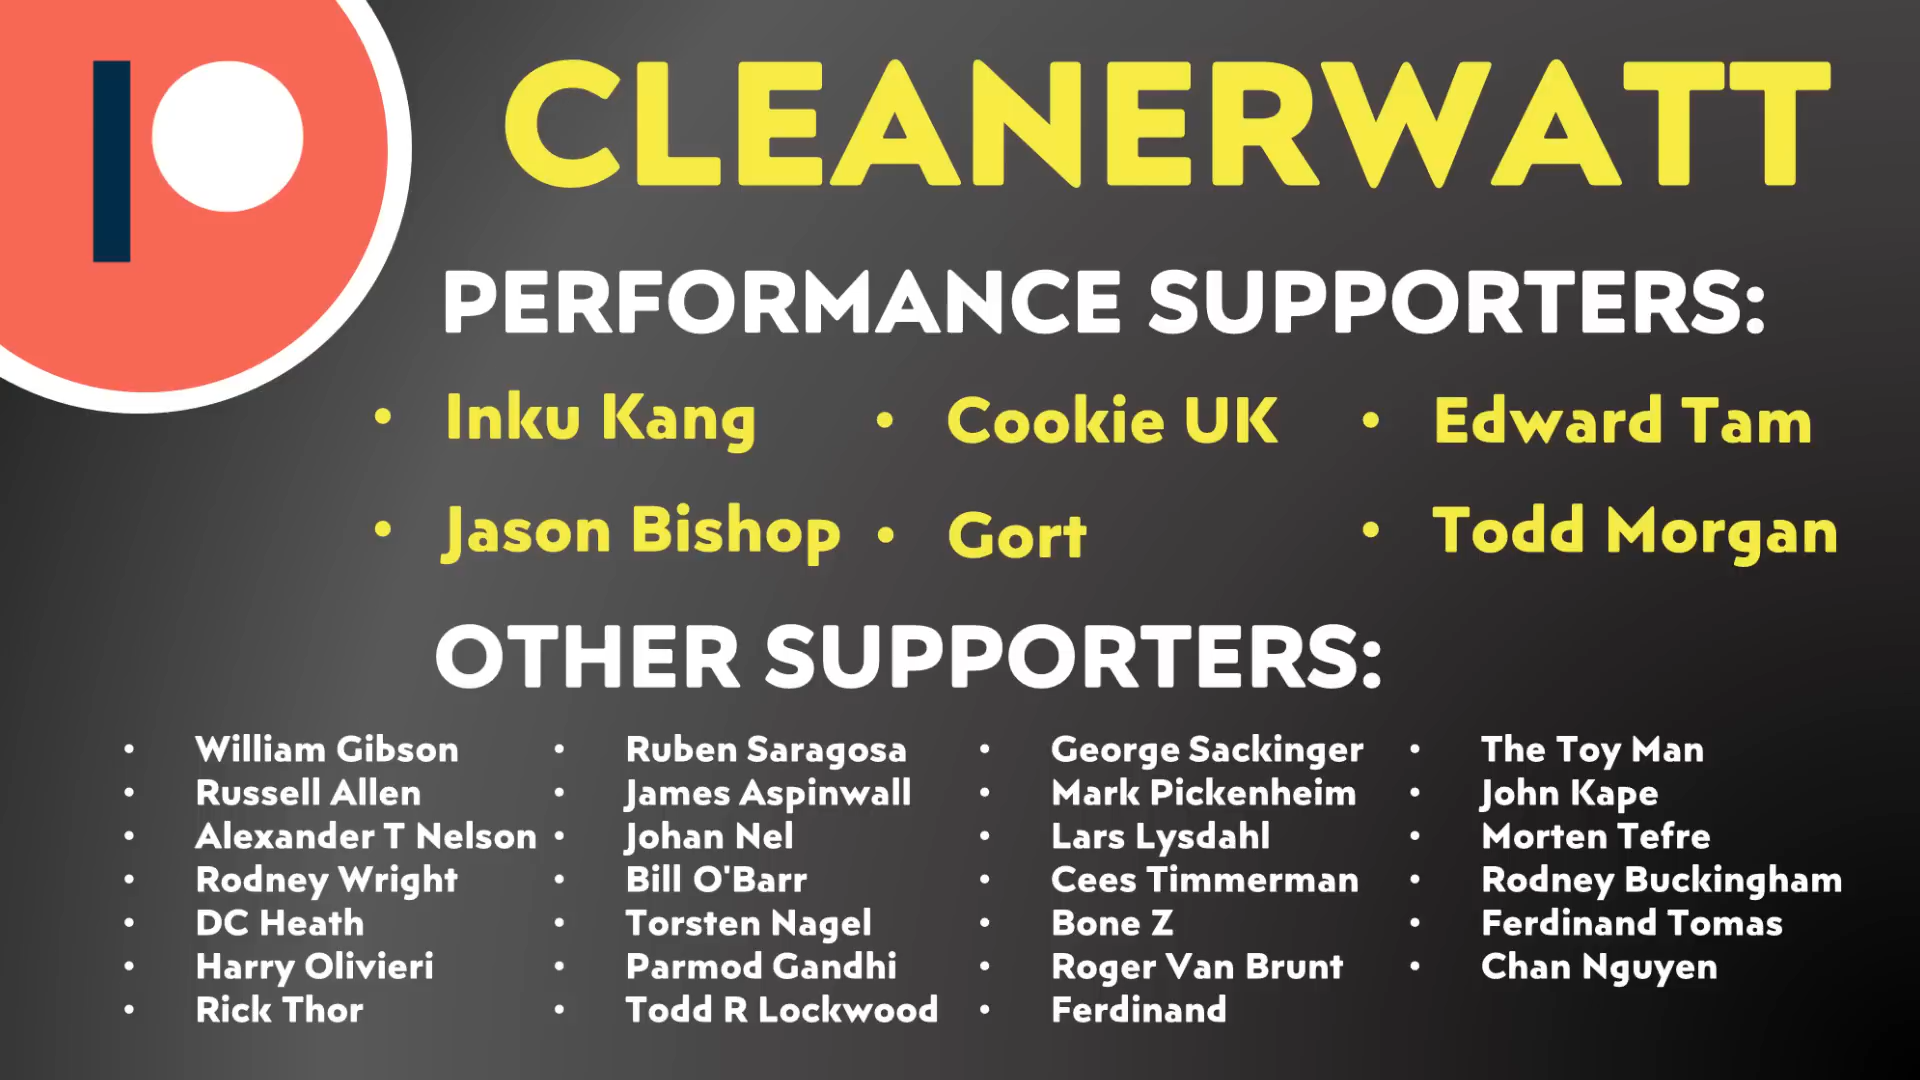 CLEANERWATT
PERFORMANCE SUPPORTERS:
• Inku Kang
• Cookie UK
• Edward Tam
• Jason Bishop
• Gort
• Todd Morgan
OTHER SUPPORTERS:
• William Gibson
• Russell Allen
• Alexander T Nelson
• Rodney Wright
• DC Heath
• Harry Olivieri
• Rick Thor
• Ruben Saragosa
• James Aspinwall
• Johan Nel
• Bill O'Barr
• Torsten Nagel
• Parmod Gandhi
• Todd R Lockwood
• George Sackinger
• Mark Pickenheim
• Lars Lysdahl
• Cees Timmerman
• Bone Z
• Roger Van Brunt
• Ferdinand
• The Toy Man
• John Kape
• Morten Tefre
• Rodney Buckingham
• Ferdinand Tomas
• Chan Nguyen